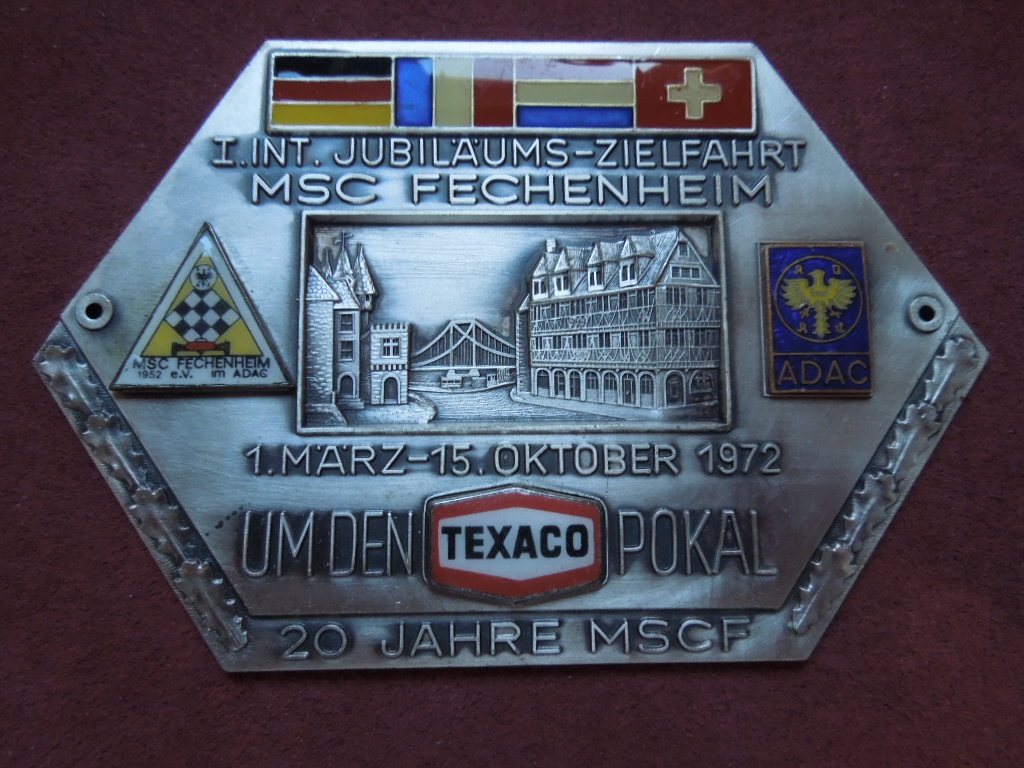 I. INT. JUBILÄUMS-ZIELFAHRT
MSC FECHENHEIM
MSC FECHENHEIM
1952 e.V. im ADAC
ADAC
ADAC
1. MÄRZ-15. OKTOBER 1972
UM DEN TEXACO POKAL
20 JAHRE MSCF